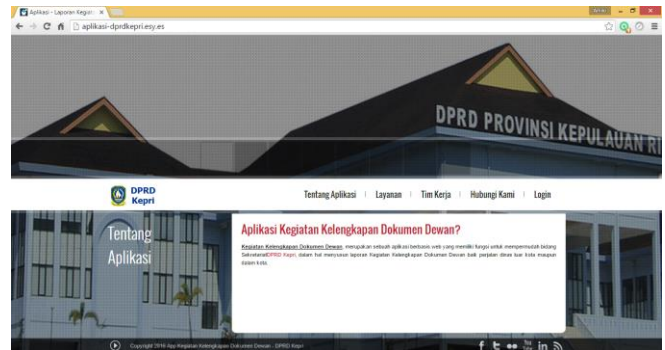 Aplikasi - Laporan Kegiat
aplikasi-dprdkepri.esy.es
DPRD PROVINSI KEPULAUAN RI
DPRD
Kepri
Tentang Aplikasi
Layanan
Tim Kerja
Hubungi Kami
Login
Tentang
Aplikasi
Aplikasi Kegiatan Kelengkapan Dokumen Dewan?
Kegiatan Kelengkapan Dokumen Dewan, merupakan sebuah aplikasi berbasis web yang memiliki fungsi untuk mempermudah bidang
SekretariatDPRD Kepri, dalam hal menyusun laporan Kegiatan Kelengkapan Dokumen Dewan baik perjalan dinas luar kota maupun
dalam kota.
Copyright 2016 App Kegiatan Kelengkapan Dokumen Dewan - DPRD Kepri
You
Tube